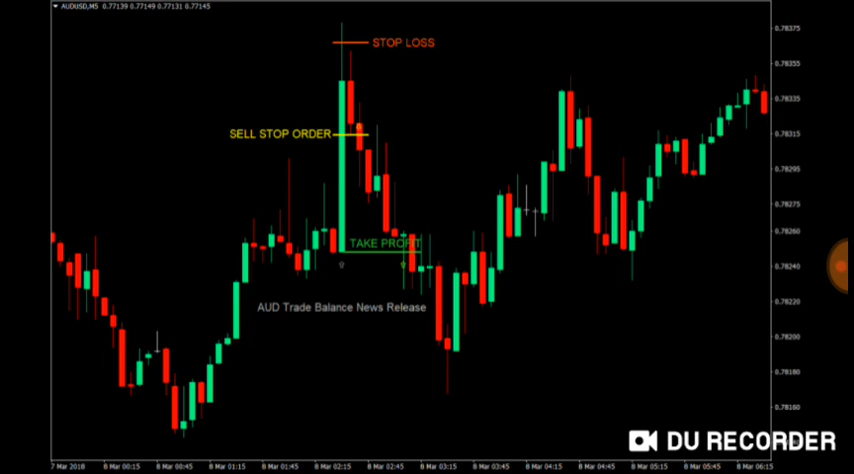 AUDUSD,M5 0.77139 0.77149 0.77131 0.77145
0.78375
STOP LOSS
0.78355
0.78335
SELL STOP ORDER
0.78315
0.78295
0.78275
0.78260
TAKE PROFIT
0.78240
AUD Trade Balance News Release
0.78220
0.78200
0.78180
0.78160
DU RECORDER
7 Mar 2018 8 Mar 00:15 8 Mar 00:45 8 Mar 01:15 8 Mar 01:45 8 Mar 02:15 8 Mar 02:45 8 Mar 03:15 8 Mar 03:45 8 Mar 04:15 8 Mar 04:45 8 Mar 05:15 8 Mar 05:45 8 Mar 06:15